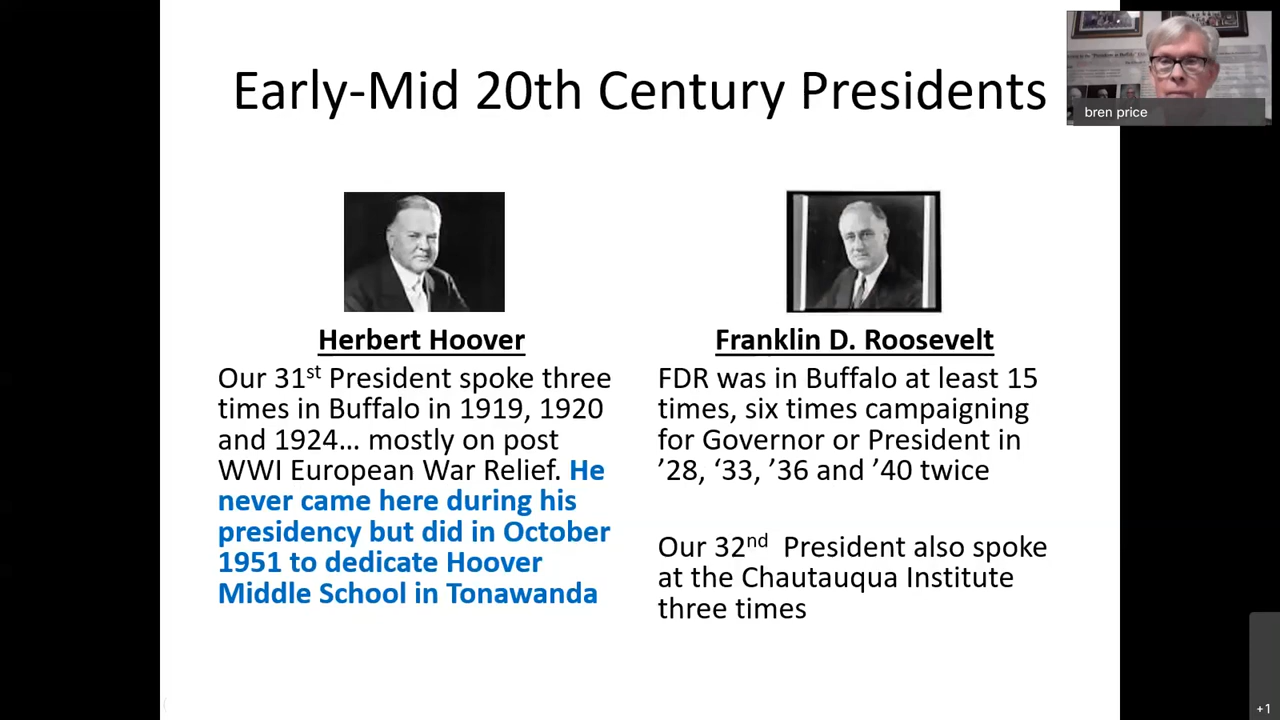 Early-Mid 20th Century Presidents
bren price
Herbert Hoover
Our 31st President spoke three
times in Buffalo in 1919, 1920
and 1924… mostly on post
WWI European War Relief. He
never came here during his
presidency but did in October
1951 to dedicate Hoover
Middle School in Tonawanda
Franklin D. Roosevelt
FDR was in Buffalo at least 15
times, six times campaigning
for Governor or President in
’28, ‘33, ’36 and ’40 twice
Our 32nd  President also spoke
at the Chautauqua Institute
three times
+1